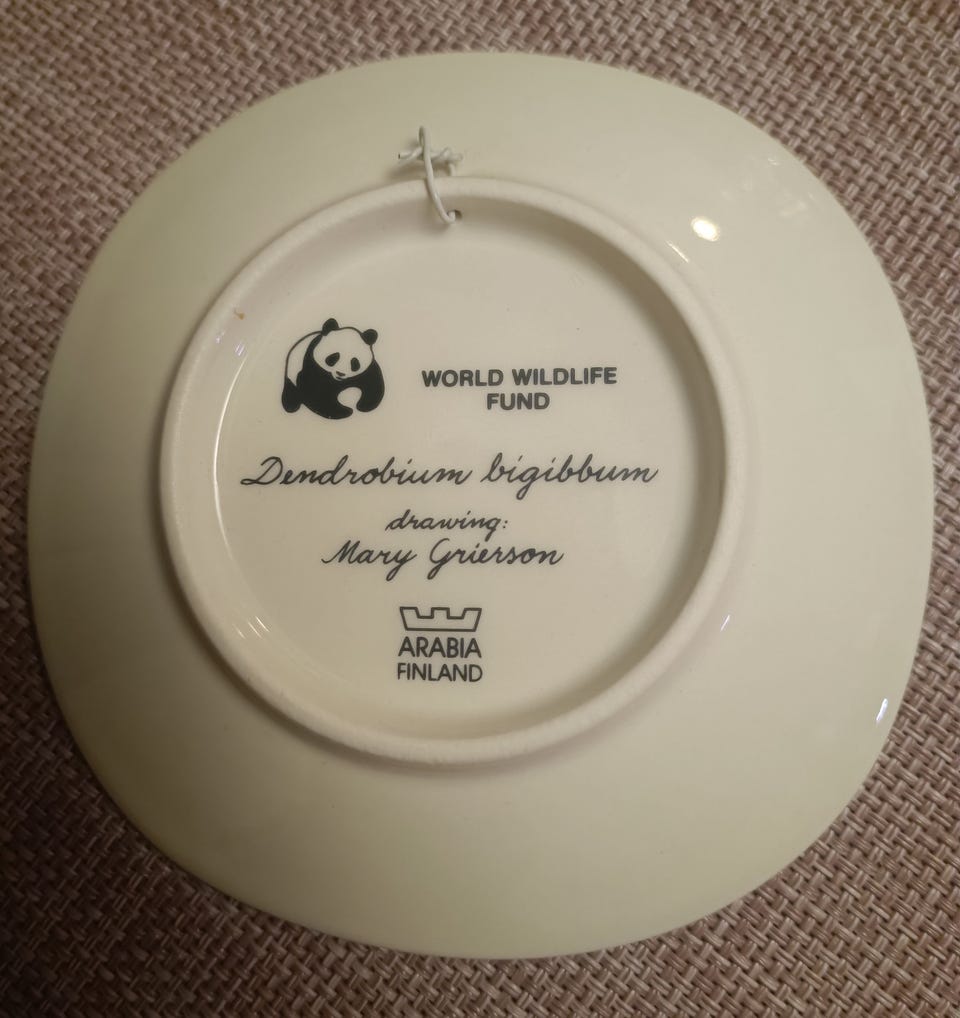 WORLD WILDLIFE
FUND
Dendrobium bigibbum
drawing:
Mary Grierson
ARABIA
FINLAND